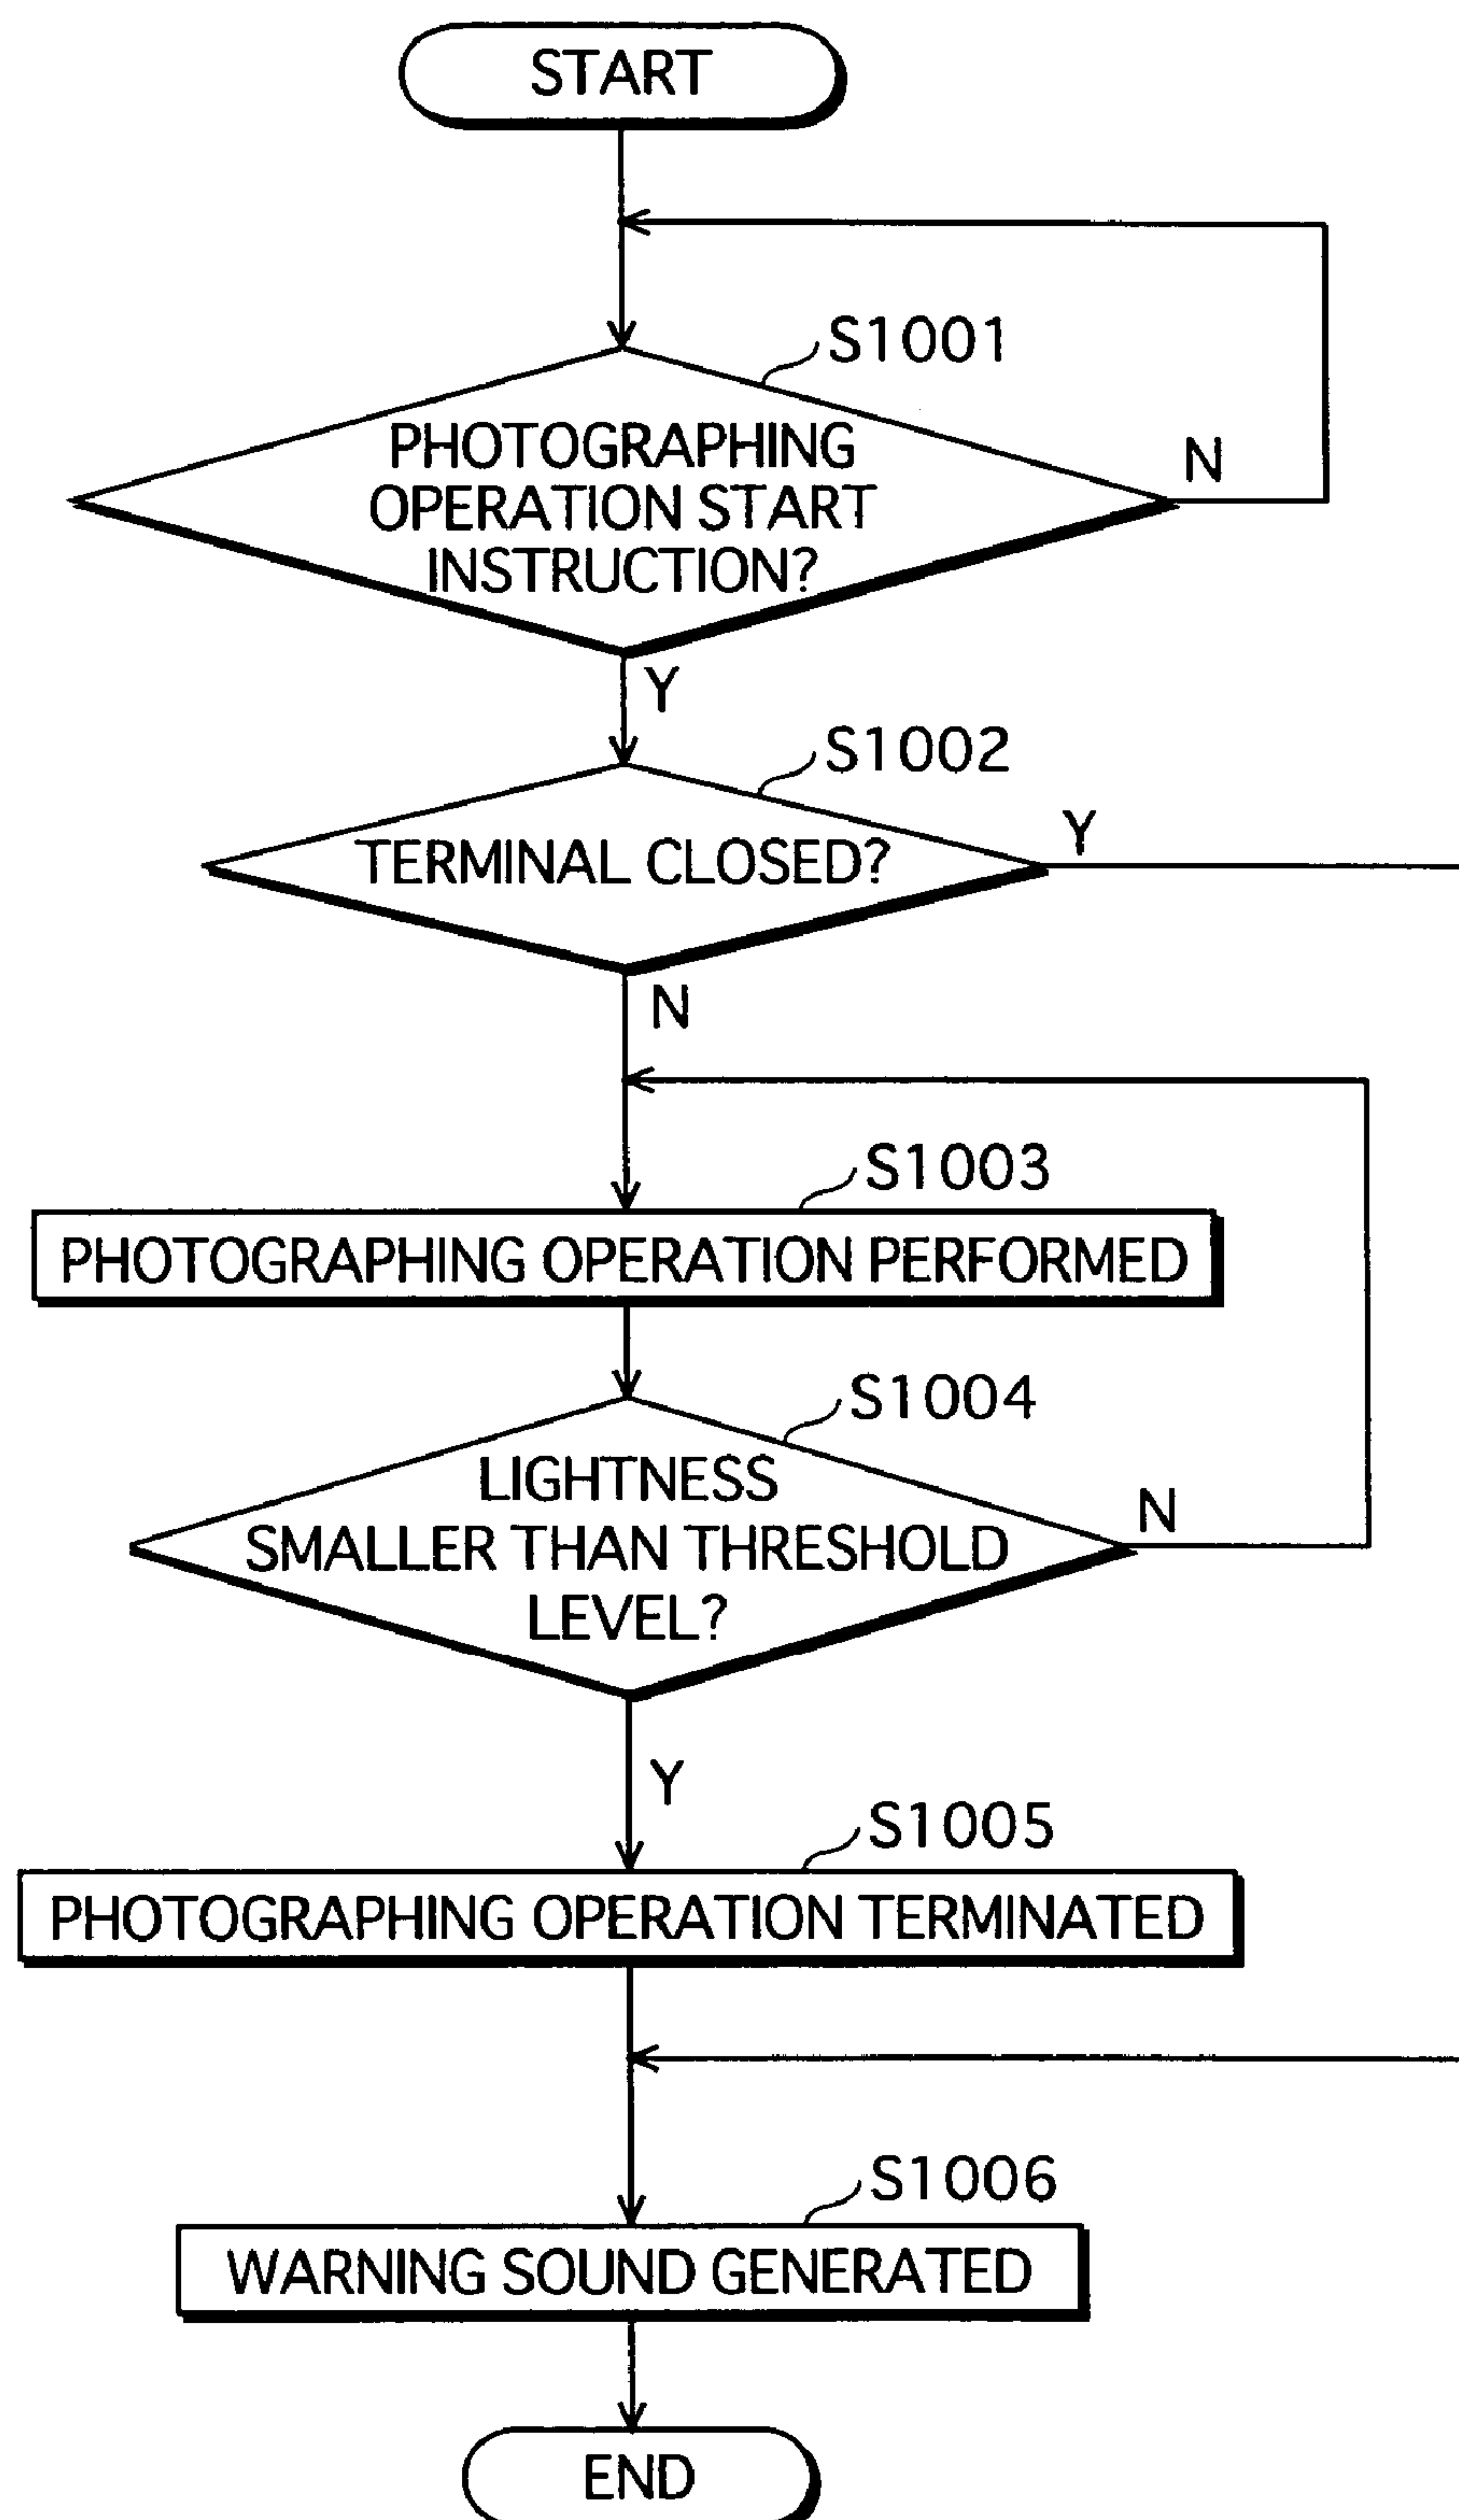 START
S1001
PHOTOGRAPHING
OPERATION START
INSTRUCTION?
N
Y
S1002
TERMINAL CLOSED?
Y
N
S1003
PHOTOGRAPHING OPERATION PERFORMED
S1004
LIGHTNESS
SMALLER THAN THRESHOLD
LEVEL?
N
Y
S1005
PHOTOGRAPHING OPERATION TERMINATED
S1006
WARNING SOUND GENERATED
END